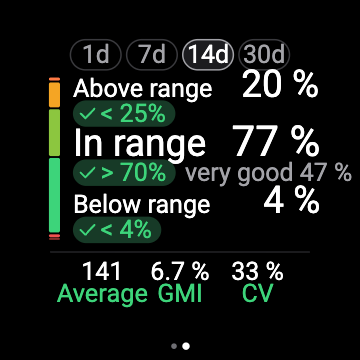 1d 7d 14d 30d
Above range 20 %
✓ < 25%
In range 77 %
✓ > 70% very good 47 %
Below range 4 %
✓ < 4%
141 6.7 % 33 %
Average GMI CV